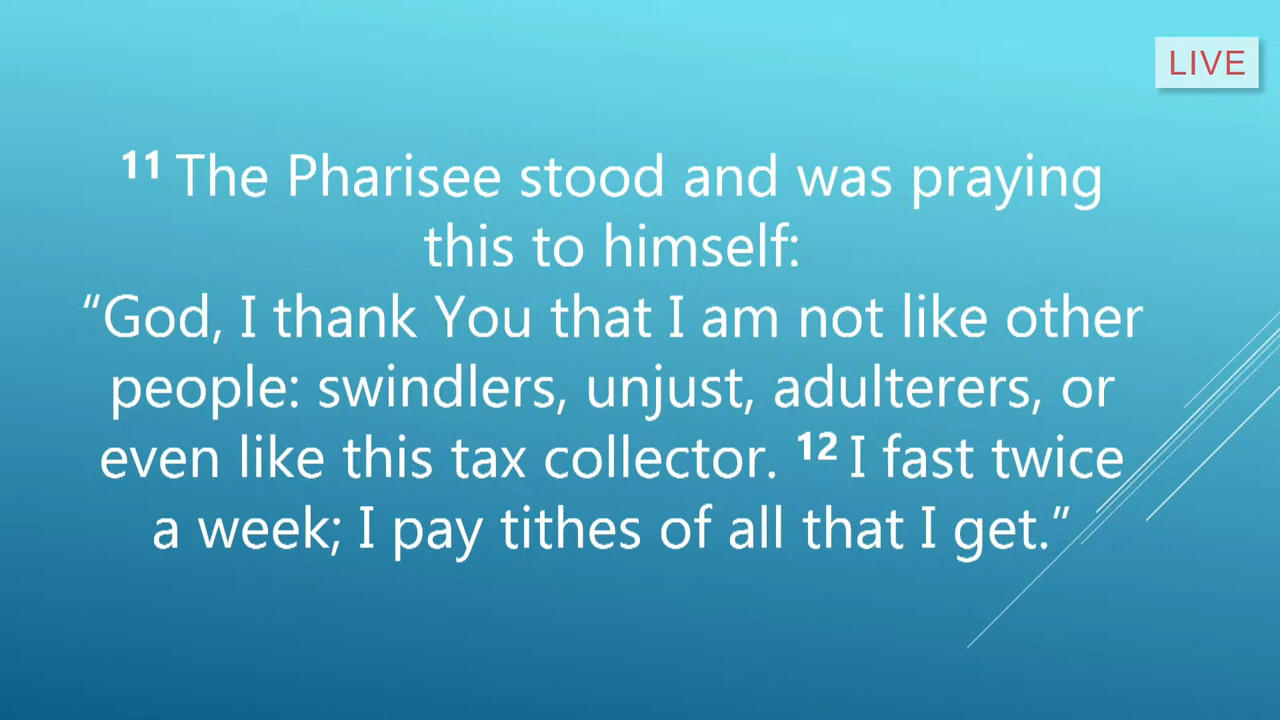 LIVE
11 The Pharisee stood and was praying
this to himself:
“God, I thank You that I am not like other
people: swindlers, unjust, adulterers, or
even like this tax collector. 12 I fast twice
a week; I pay tithes of all that I get.”